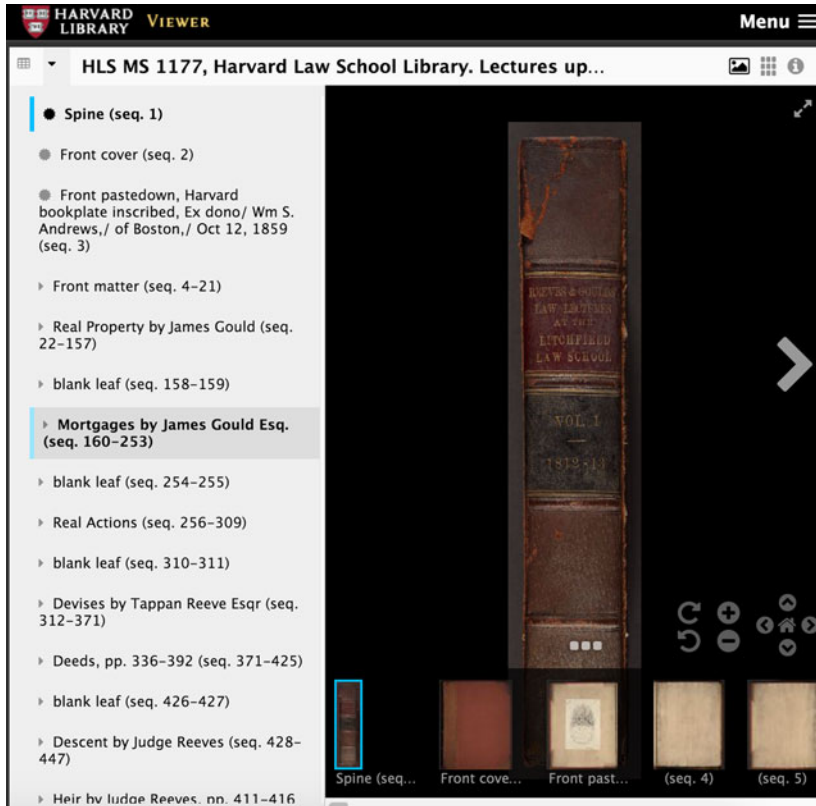 HARVARD
LIBRARY VIEWER
Menu
HLS MS 1177, Harvard Law School Library. Lectures up...
Spine (seq. 1)
Front cover (seq. 2)
Front pastedown, Harvard
bookplate inscribed, Ex dono/ Wm S.
Andrews,/ of Boston,/ Oct 12, 1859
(seq. 3)
Front matter (seq. 4-21)
Real Property by James Gould (seq.
22-157)
blank leaf (seq. 158-159)
Mortgages by James Gould Esq.
(seq. 160-253)
blank leaf (seq. 254-255)
Real Actions (seq. 256-309)
blank leaf (seq. 310-311)
Devises by Tappan Reeve Esqr (seq.
312-371)
Deeds, pp. 336-392 (seq. 371-425)
blank leaf (seq. 426-427)
Descent by Judge Reeves (seq. 428-
447)
Heir by Judge Reeves, pp. 411-416
REEVES & GOULD'S
LAW LECTURES
AT THE
LITCHFIELD
LAW SCHOOL
VOL. 1
1812-13
Spine (seq...
Front cove...
Front past...
(seq. 4)
(seq. 5)